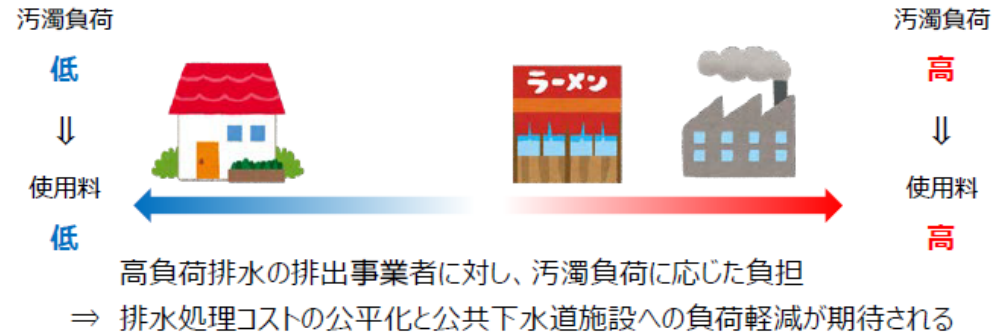 汚濁負荷
低
⇓
使用料
低
ラーメン
汚濁負荷
高
⇓
使用料
高
高負荷排水の排出事業者に対し、汚濁負荷に応じた負担
⇒ 排水処理コストの公平化と公共下水道施設への負荷軽減が期待される